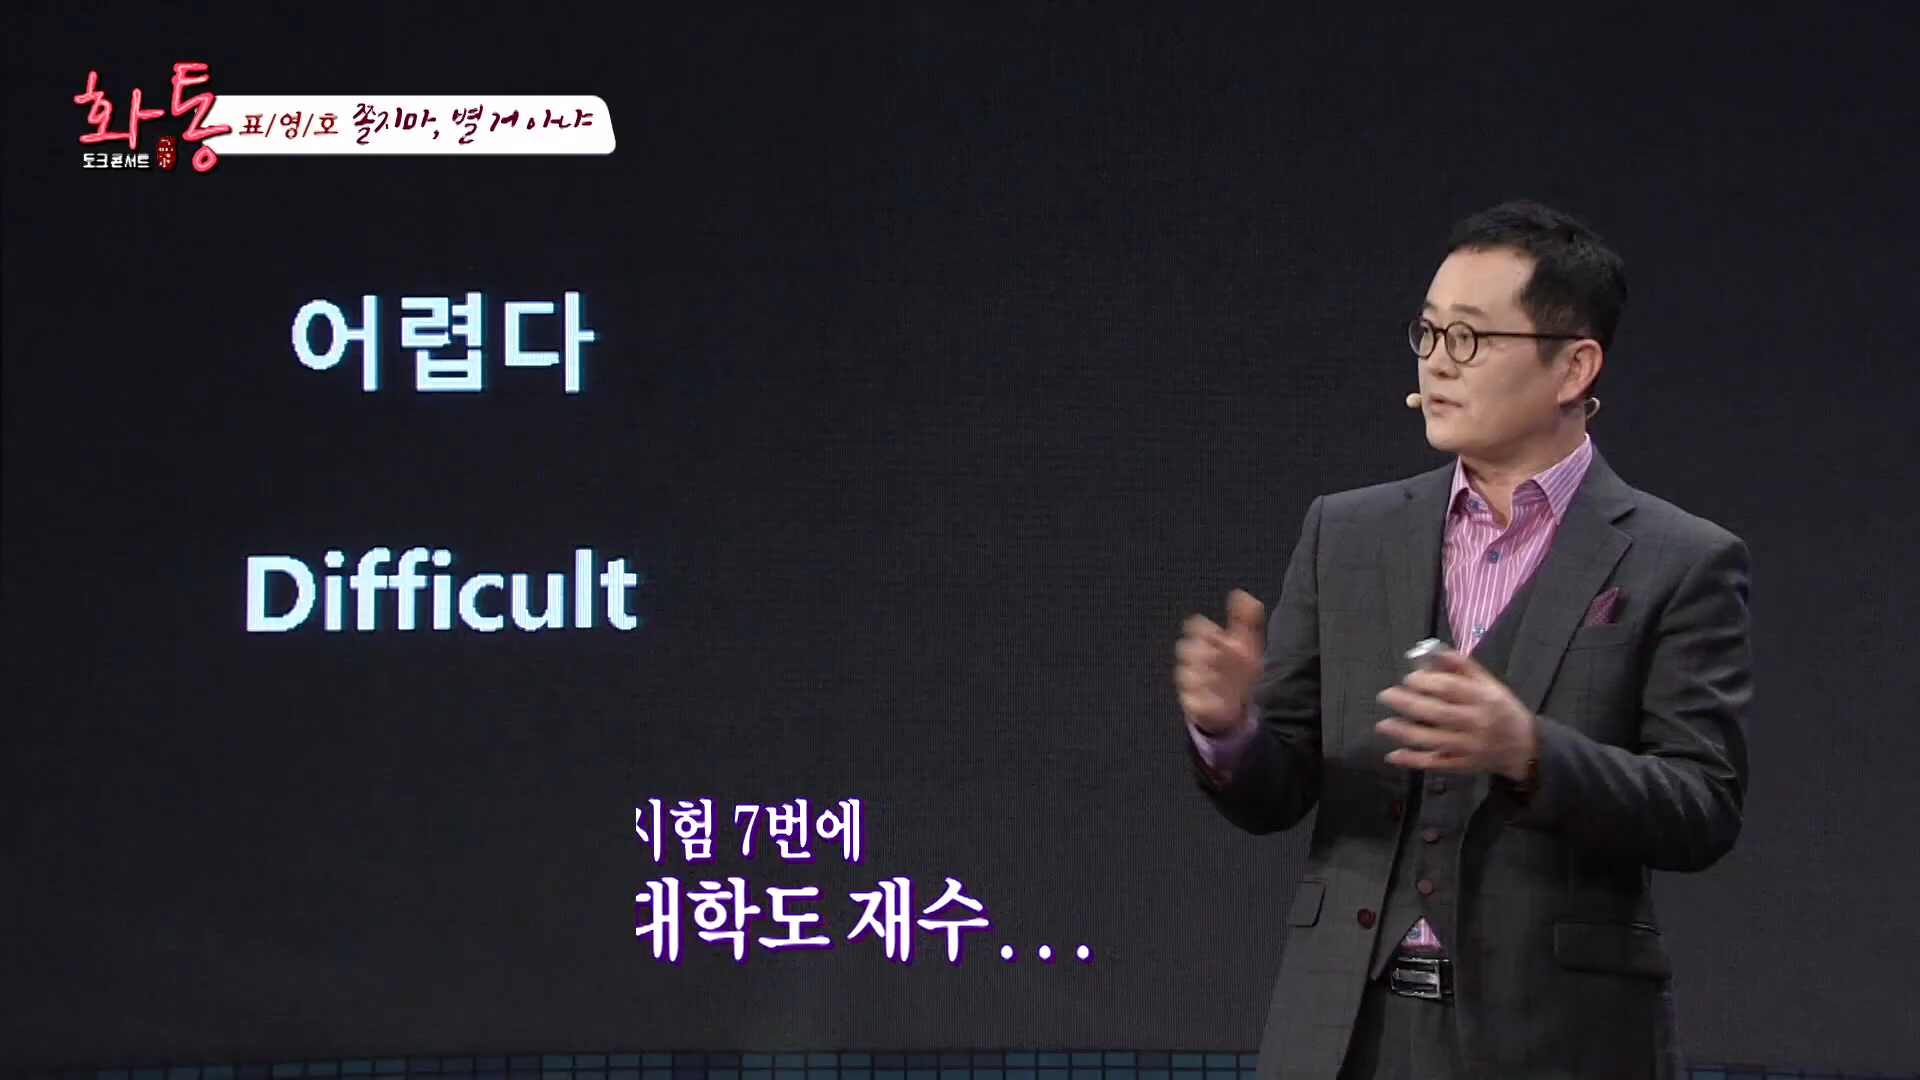 화통
토크콘서트
표/영/호 쫄지마, 별거아냐
어렵다
Difficult
시험 7번에
대학도 재수...